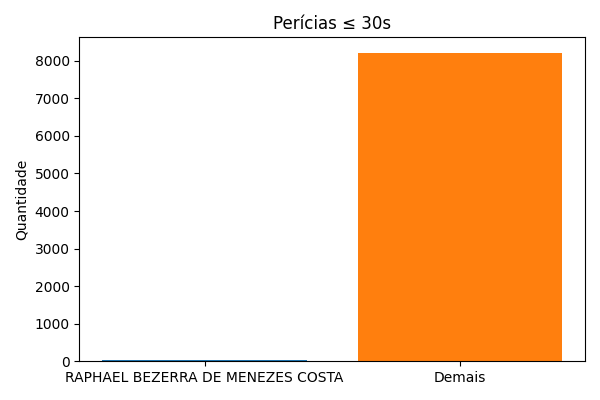 Perícias ≤ 30s
Quantidade
8000
7000
6000
5000
4000
3000
2000
1000
0
RAPHAEL BEZERRA DE MENEZES COSTA
Demais